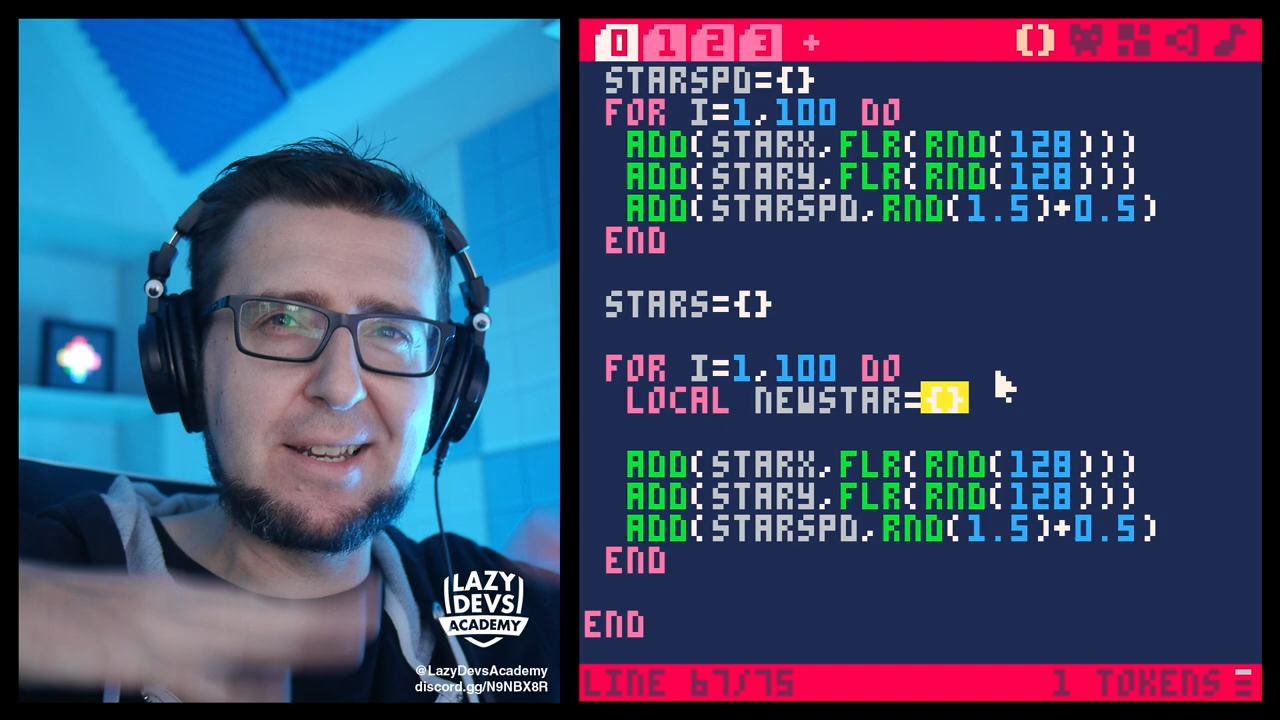 LAZY
DEVS
ACADEMY
@LazyDevsAcademy
discord.gg/N9NBX8R
0 1 2 3 + {}
STARSPD={}
FOR I=1,100 DO
ADD(STARX,FLR(RND(128)))
ADD(STARY,FLR(RND(128)))
ADD(STARSPD,RND(1.5)+0.5)
END
STARS={}
FOR I=1,100 DO
LOCAL NEWSTAR={}
ADD(STARX,FLR(RND(128)))
ADD(STARY,FLR(RND(128)))
ADD(STARSPD,RND(1.5)+0.5)
END
END
LINE 67/75 1 TOKENS